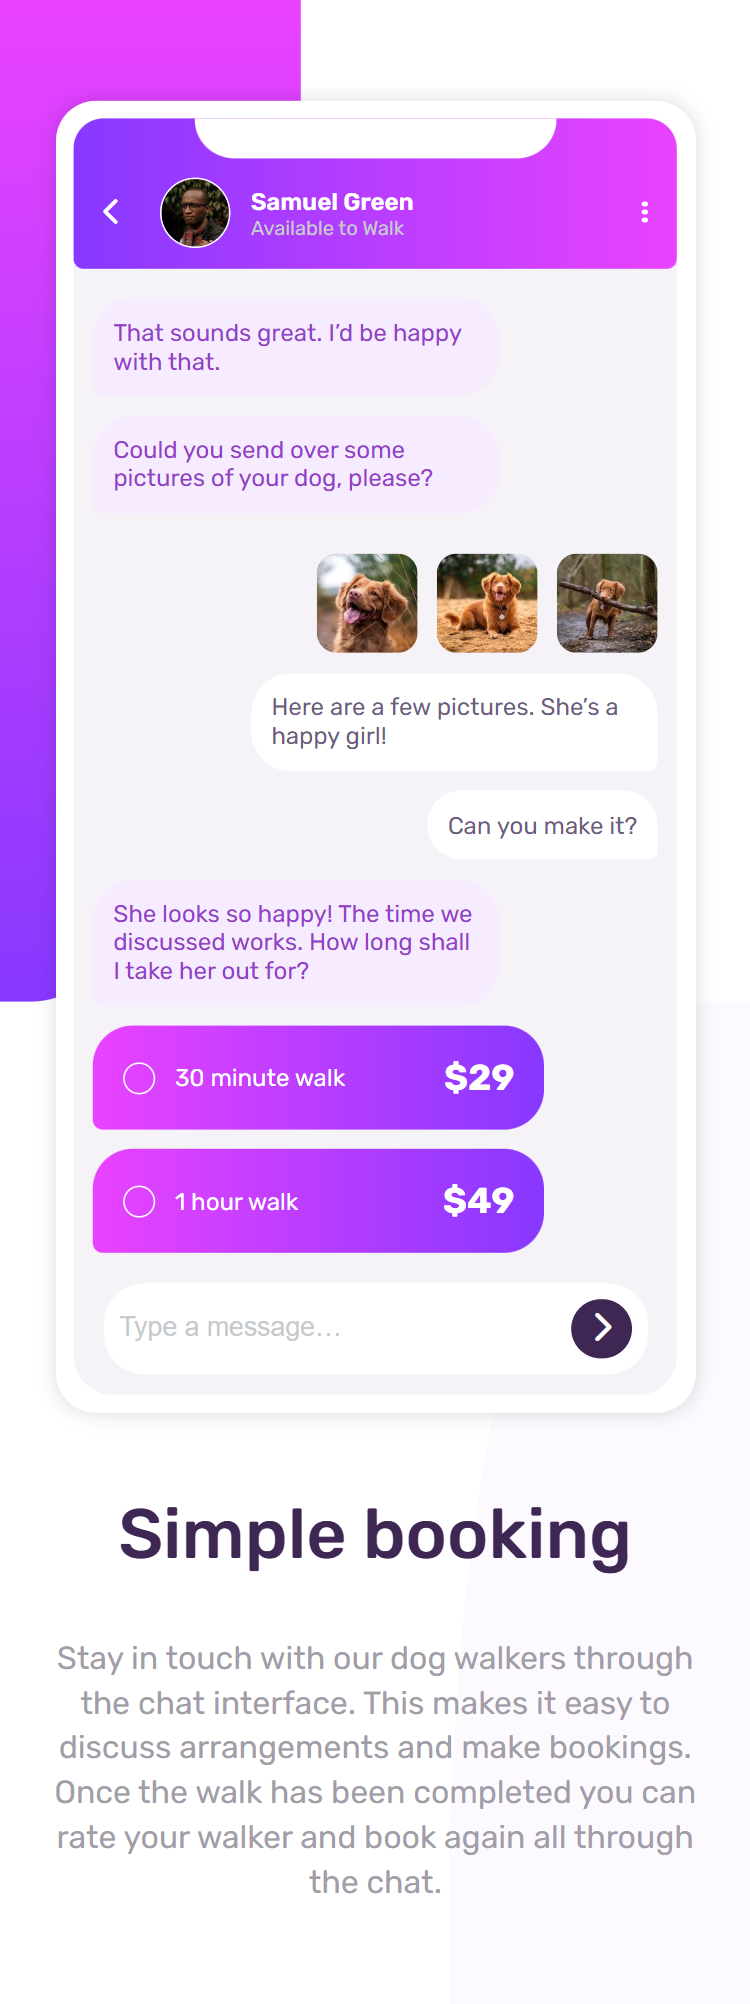 Samuel Green
Available to Walk
That sounds great. I’d be happy
with that.
Could you send over some
pictures of your dog, please?
Here are a few pictures. She’s a
happy girl!
Can you make it?
She looks so happy! The time we
discussed works. How long shall
I take her out for?
30 minute walk $29
1 hour walk $49
Type a message…
Simple booking
Stay in touch with our dog walkers through
the chat interface. This makes it easy to
discuss arrangements and make bookings.
Once the walk has been completed you can
rate your walker and book again all through
the chat.